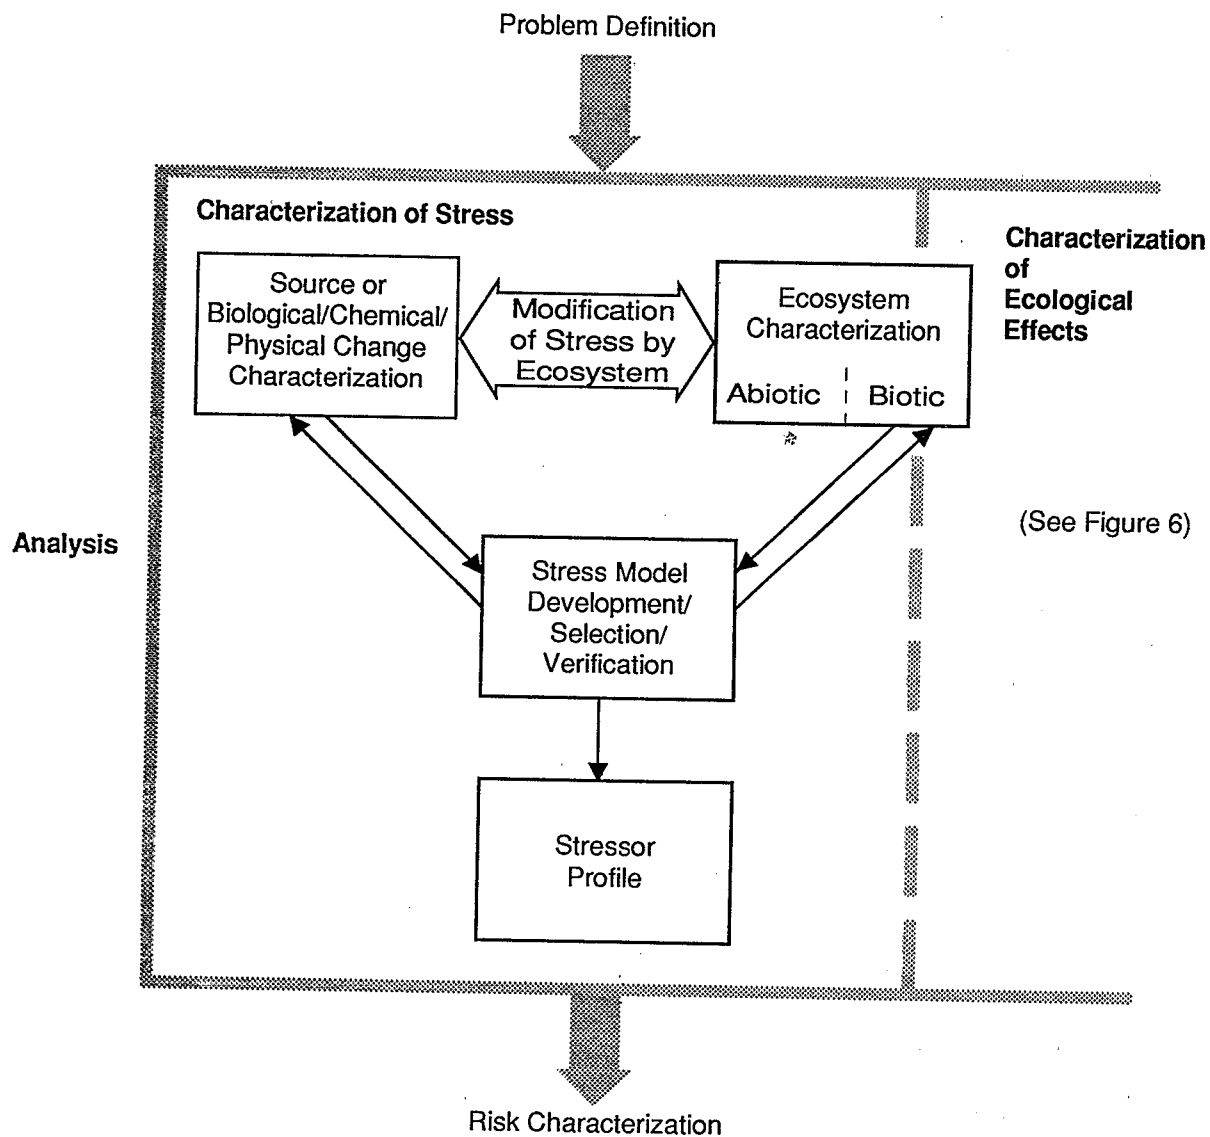 Problem Definition
Characterization of Stress
Characterization
of
Ecological
Effects
Source or
Biological/Chemical/
Physical Change
Characterization
Modification
of Stress by
Ecosystem
Ecosystem
Characterization
Abiotic
Biotic
Analysis
(See Figure 6)
Stress Model
Development/
Selection/
Verification
Stressor
Profile
Risk Characterization